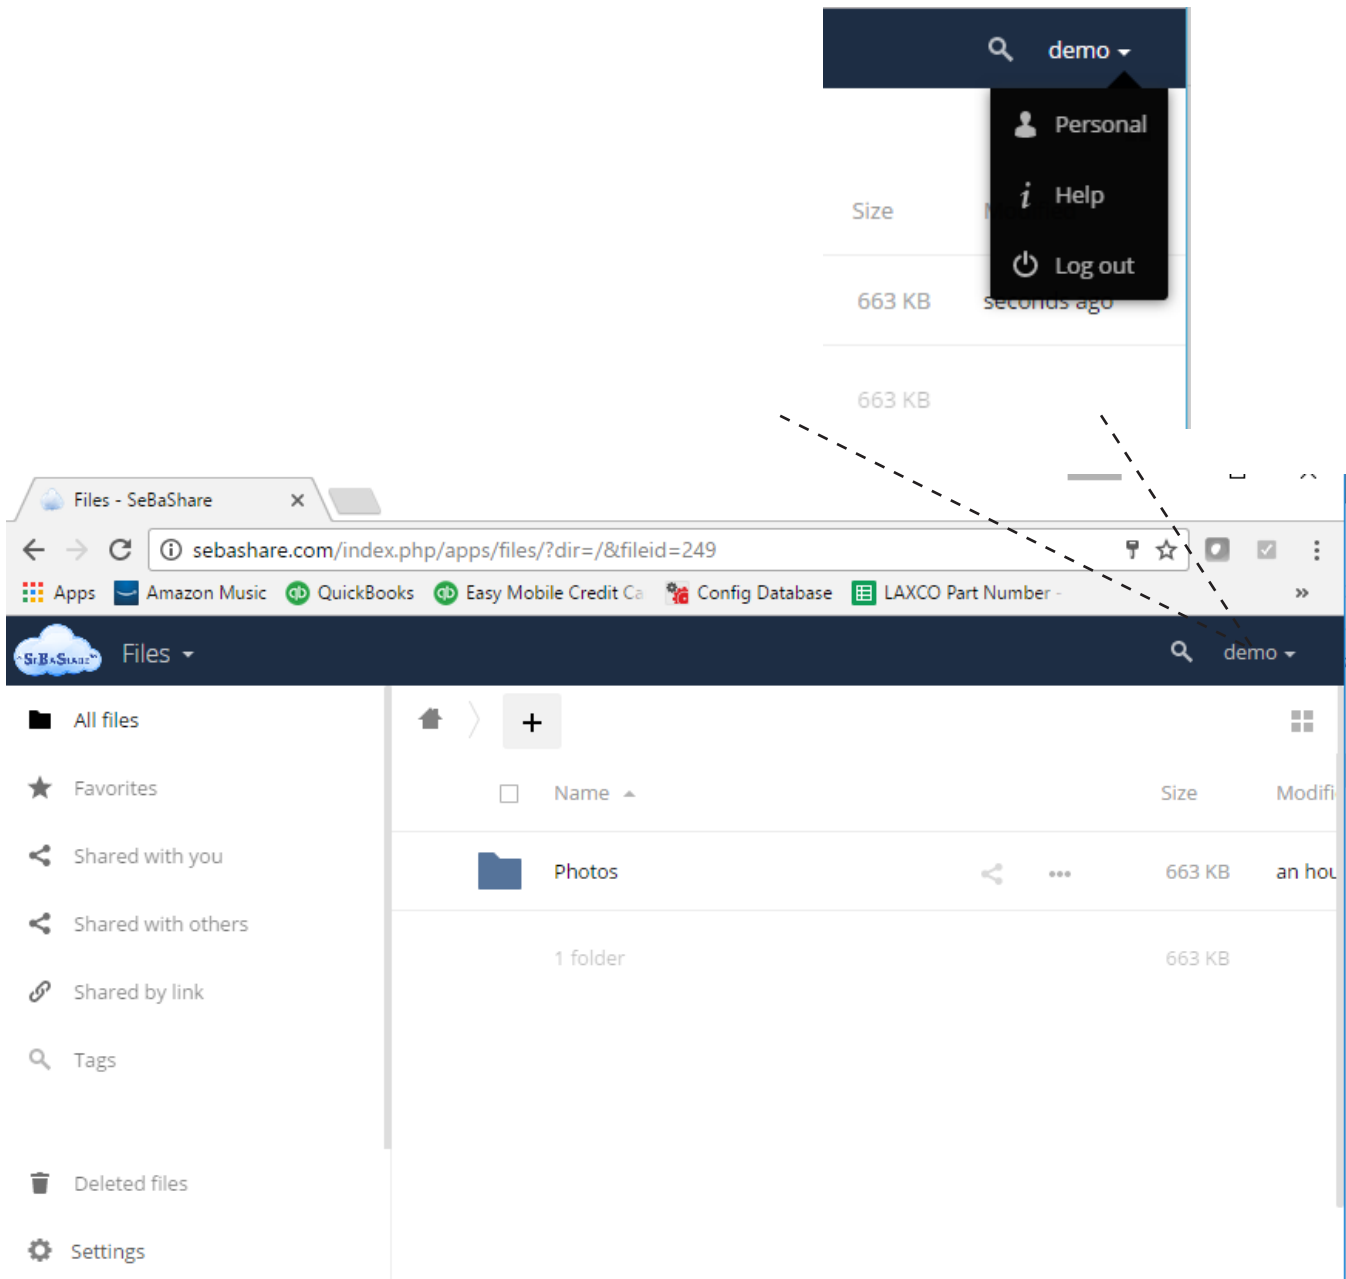 demo
Personal
Help
Log out
Size
663 KB seconds ago
663 KB
Files - SeBaShare
sebashare.com/index.php/apps/files/?dir=/&fileid=249
Apps Amazon Music QuickBooks Easy Mobile Credit Ca Config Database LAXCO Part Number - »
SeBaShare Files demo
All files
+
Favorites
Name Size Modifi
Shared with you
Photos 663 KB an hou
Shared with others
1 folder 663 KB
Shared by link
Tags
Deleted files
Settings